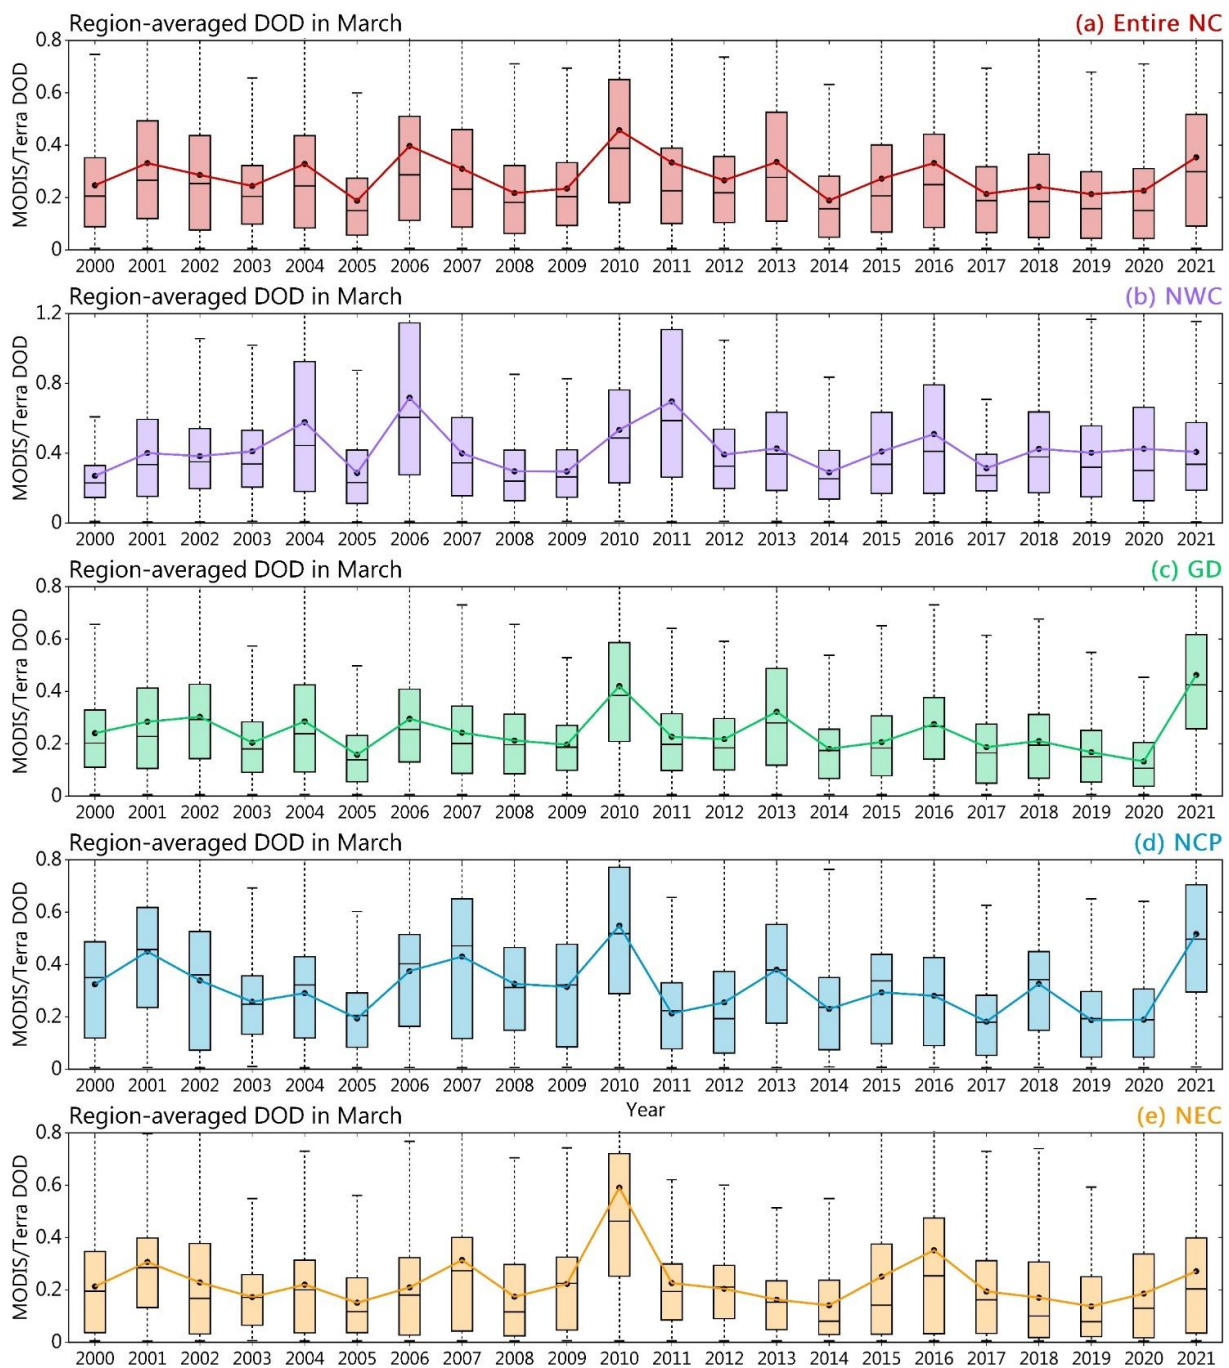 Region-averaged DOD in March (a) Entire NC
MODIS/Terra DOD
0.8
0.6
0.4
0.2
0
2000 2001 2002 2003 2004 2005 2006 2007 2008 2009 2010 2011 2012 2013 2014 2015 2016 2017 2018 2019 2020 2021
Region-averaged DOD in March (b) NWC
MODIS/Terra DOD
1.2
0.8
0.4
0
2000 2001 2002 2003 2004 2005 2006 2007 2008 2009 2010 2011 2012 2013 2014 2015 2016 2017 2018 2019 2020 2021
Region-averaged DOD in March (c) GD
MODIS/Terra DOD
0.8
0.6
0.4
0.2
0
2000 2001 2002 2003 2004 2005 2006 2007 2008 2009 2010 2011 2012 2013 2014 2015 2016 2017 2018 2019 2020 2021
Region-averaged DOD in March (d) NCP
MODIS/Terra DOD
0.8
0.6
0.4
0.2
0
2000 2001 2002 2003 2004 2005 2006 2007 2008 2009 2010 2011 2012 2013 2014 2015 2016 2017 2018 2019 2020 2021
Year
Region-averaged DOD in March (e) NEC
MODIS/Terra DOD
0.8
0.6
0.4
0.2
0
2000 2001 2002 2003 2004 2005 2006 2007 2008 2009 2010 2011 2012 2013 2014 2015 2016 2017 2018 2019 2020 2021